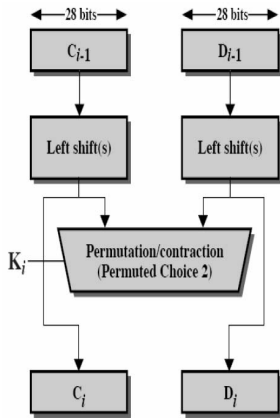 28 bits 28 bits
Ci-1 Di-1
Left shift(s) Left shift(s)
Permutation/contraction
(Permuted Choice 2)
Ki
Ci Di